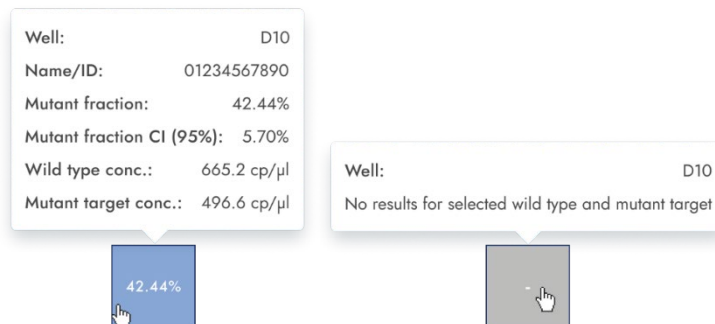 Well: D10
Name/ID: 01234567890
Mutant fraction: 42.44%
Mutant fraction CI (95%): 5.70%
Wild type conc.: 665.2 cp/µl
Mutant target conc.: 496.6 cp/µl
42.44%
Well: D10
No results for selected wild type and mutant target
-